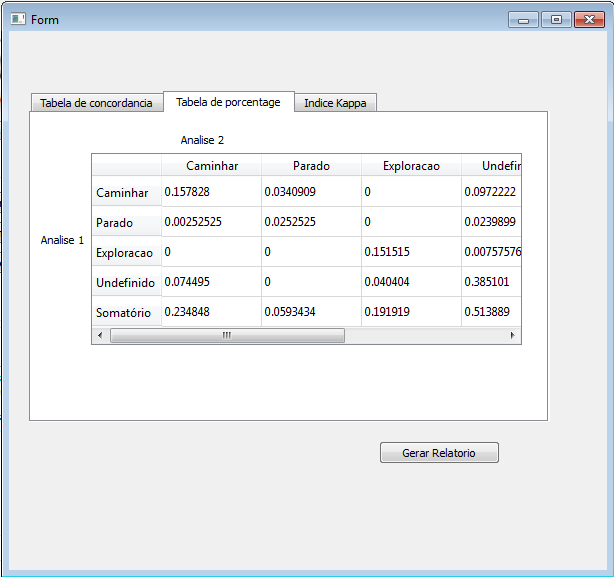 Form
Tabela de concordancia Tabela de porcentage Indice Kappa
Analise 2
Caminhar Parado Exploracao Undefin
Caminhar 0.157828 0.0340909 0 0.0972222
Parado 0.00252525 0.0252525 0 0.0239899
Analise 1
Exploracao 0 0 0.151515 0.00757576
Undefinido 0.074495 0 0.040404 0.385101
Somatório 0.234848 0.0593434 0.191919 0.513889
Gerar Relatorio